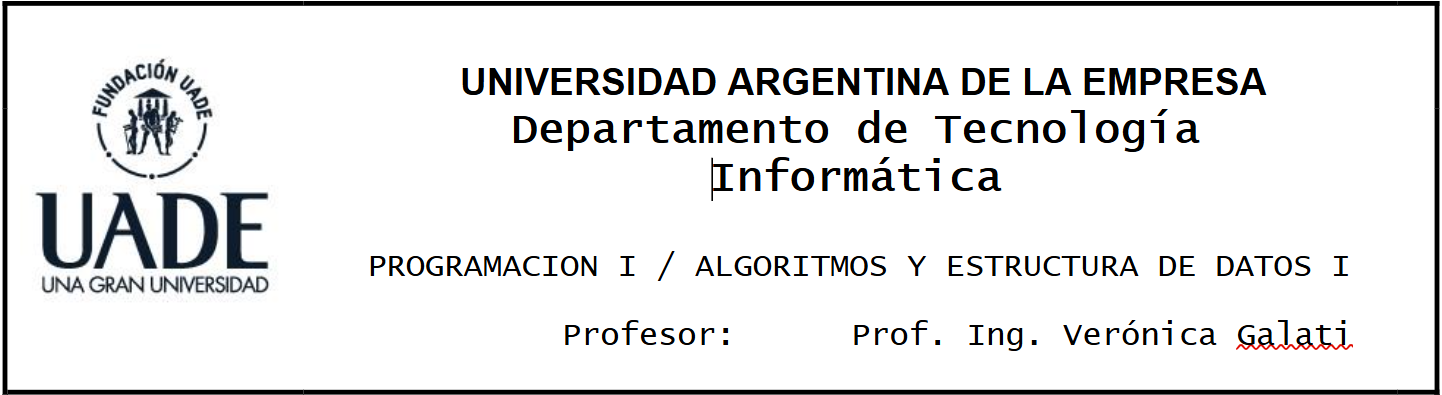 FUNDACIÓN UADE
UADE
UNA GRAN UNIVERSIDAD
UNIVERSIDAD ARGENTINA DE LA EMPRESA
Departamento de Tecnología
Informática
PROGRAMACION I / ALGORITMOS Y ESTRUCTURA DE DATOS I
Profesor: Prof. Ing. Verónica Galati